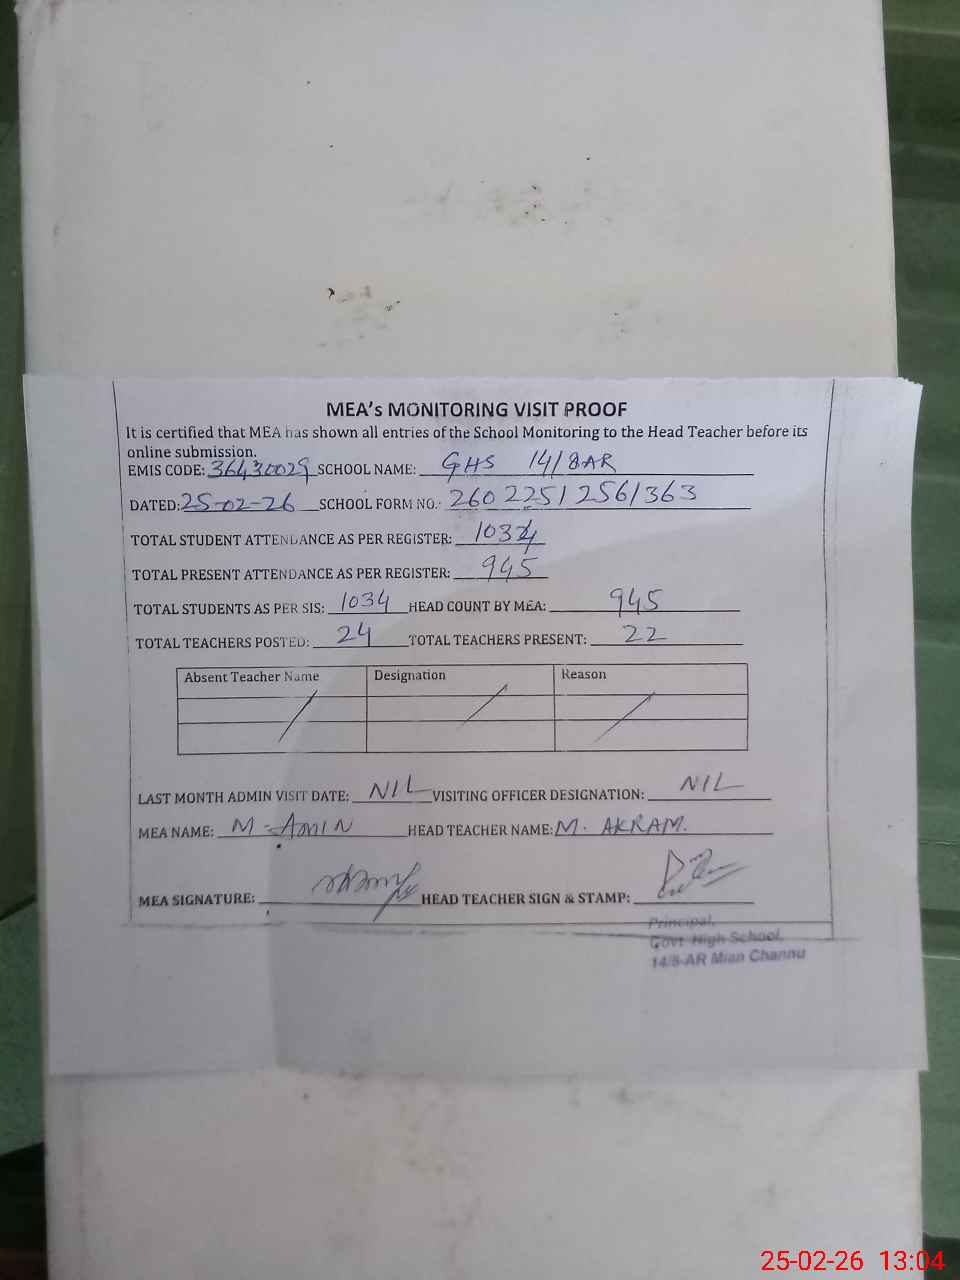 MEA's MONITORING VISIT PROOF
It is certified that MEA has shown all entries of the School Monitoring to the Head Teacher before its
online submission.
EMIS CODE: 36430029 SCHOOL NAME: GHS 14/8AR
DATED: 25-02-26 SCHOOL FORM NO.: 2602251256/363
TOTAL STUDENT ATTENDANCE AS PER REGISTER: 1034
TOTAL PRESENT ATTENDANCE AS PER REGISTER: 945
TOTAL STUDENTS AS PER SIS: 1034 HEAD COUNT BY MEA: 945
TOTAL TEACHERS POSTED: 24 TOTAL TEACHERS PRESENT: 22
Absent Teacher Name Designation Reason
LAST MONTH ADMIN VISIT DATE: NIL VISITING OFFICER DESIGNATION: NIL
MEA NAME: M-AMIN HEAD TEACHER NAME: M. AKRAM.
MEA SIGNATURE: HEAD TEACHER SIGN & STAMP:
Principal,
Govt High School,
14/8-AR Mian Channu
25-02-26 13:04